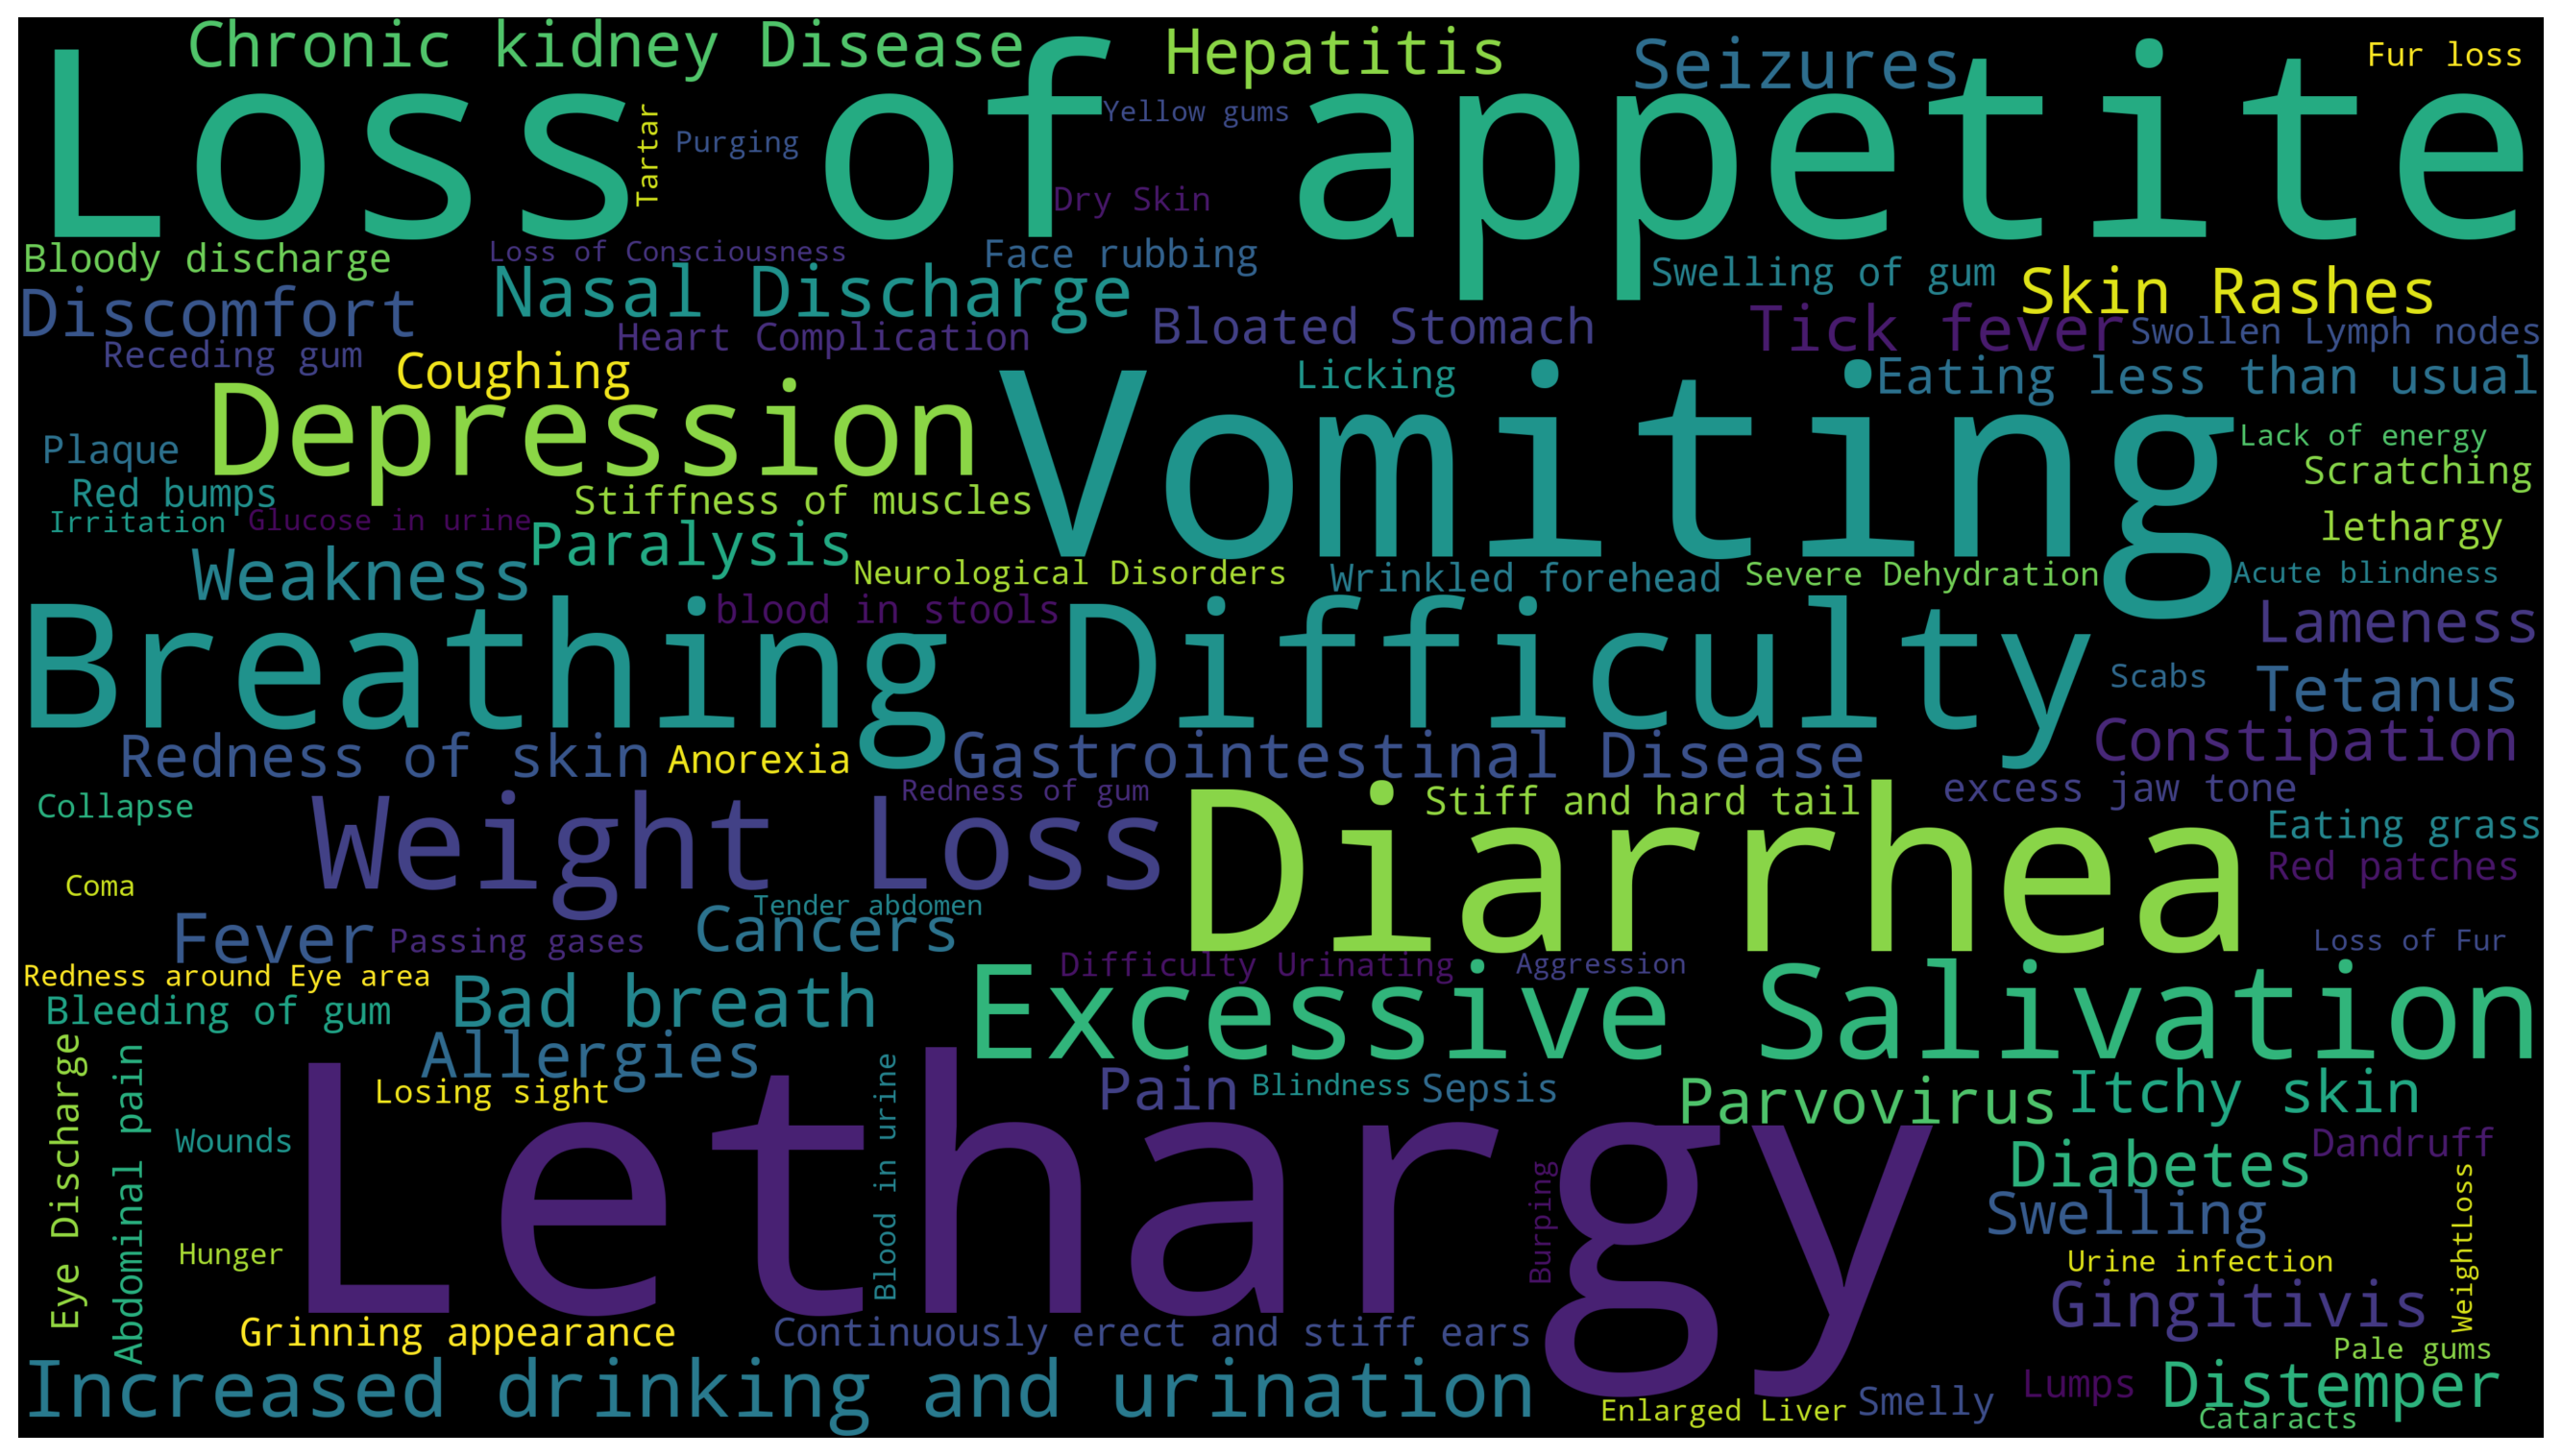 Chronic kidney Disease
Hepatitis
Seizures
Fur loss
Loss of appetite
Tartar
Purging
Yellow gums
Dry Skin
Bloody discharge
Loss of Consciousness
Face rubbing
Swelling of gum
Skin Rashes
Discomfort
Nasal Discharge
Heart Complication
Bloated Stomach
Tick fever
Swollen Lymph nodes
Receding gum
Coughing
Licking
Eating less than usual
Depression
Vomiting
Plaque
Lack of energy
Scratching
Red bumps
Stiffness of muscles
Irritation
Glucose in urine
lethargy
Paralysis
Weakness
Neurological Disorders
Wrinkled forehead
Severe Dehydration
Acute blindness
blood in stools
Lameness
Breathing Difficulty
Scabs
Tetanus
Redness of skin
Anorexia
Gastrointestinal Disease
Constipation
Collapse
Redness of gum
Stiff and hard tail
excess jaw tone
Weight Loss
Diarrhea
Eating grass
Red patches
Coma
Tender abdomen
Fever
Passing gases
Cancers
Loss of Fur
Redness around Eye area
Difficulty Urinating
Aggression
Bleeding of gum
Bad breath
Excessive Salivation
Eye Discharge
Abdominal pain
Allergies
Losing sight
Blood in urine
Pain
Blindness
Sepsis
Parvovirus
Itchy skin
Wounds
Lethargy
Diabetes
Dandruff
Burping
Swelling
WeightLoss
Hunger
Urine infection
Gingitivis
Grinning appearance
Continuously erect and stiff ears
Pale gums
Increased drinking and urination
Enlarged Liver
Smelly
Lumps
Distemper
Cataracts